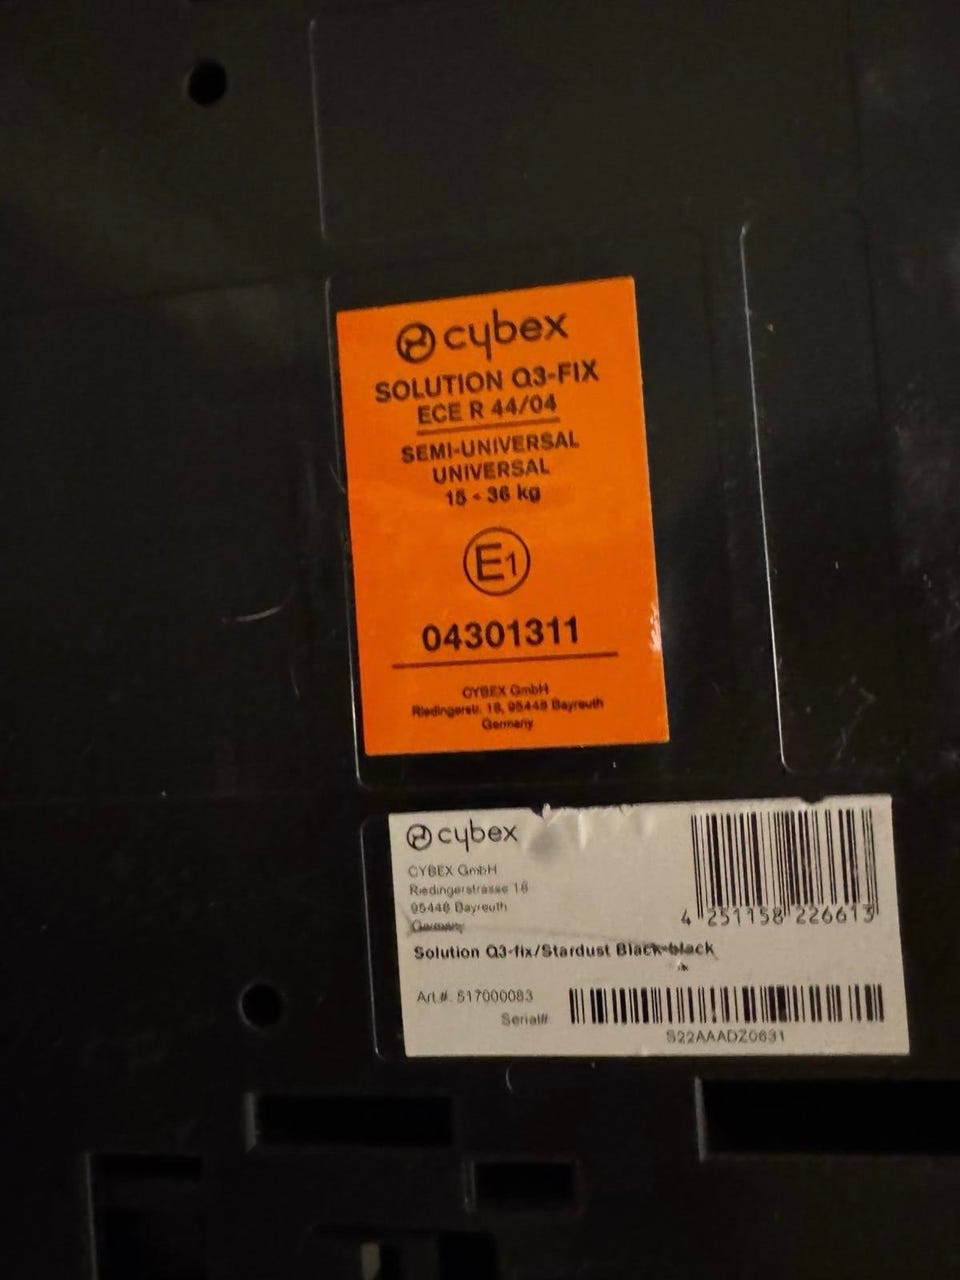 cybex
SOLUTION Q3-FIX
ECE R 44/04
SEMI-UNIVERSAL
UNIVERSAL
15 - 36 kg
E1
04301311
CYBEX GmbH
Riedingerstr. 18, 95448 Bayreuth
Germany
cybex
CYBEX GmbH
Riedingerstrasse 18
95448 Bayreuth
Germany
4 251158 226613
Solution Q3-fix/Stardust Black-black
Art.#. 517000083
Serial#
S22AAADZ0631